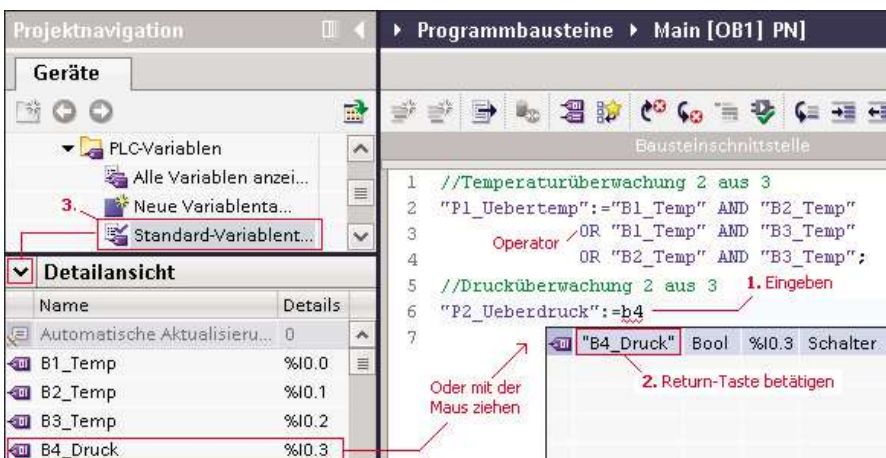 Projektnavigation
Geräte
PLC-Variablen
Alle Variablen anzei...
3.
Neue Variablenta...
Standard-Variablent...
Detailansicht
Name Details
Automatische Aktualisieru... 0
B1_Temp %I0.0
B2_Temp %I0.1
B3_Temp %I0.2
B4_Druck %I0.3
Programmbausteine Main [OB1] PN]
Bausteinschnittstelle
1 //Temperaturüberwachung 2 aus 3
2 "P1_Uebertemp":="B1_Temp" AND "B2_Temp"
3 OR "B1_Temp" AND "B3_Temp"
Operator
4 OR "B2_Temp" AND "B3_Temp";
5 //Drucküberwachung 2 aus 3
1. Eingeben
6 "P2_Ueberdruck":=b4
7
"B4_Druck" Bool %I0.3 Schalter
2. Return-Taste betätigen
Oder mit der
Maus ziehen